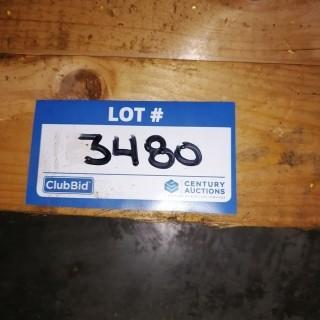 LOT #
3480
ClubBid
CENTURY
AUCTIONS